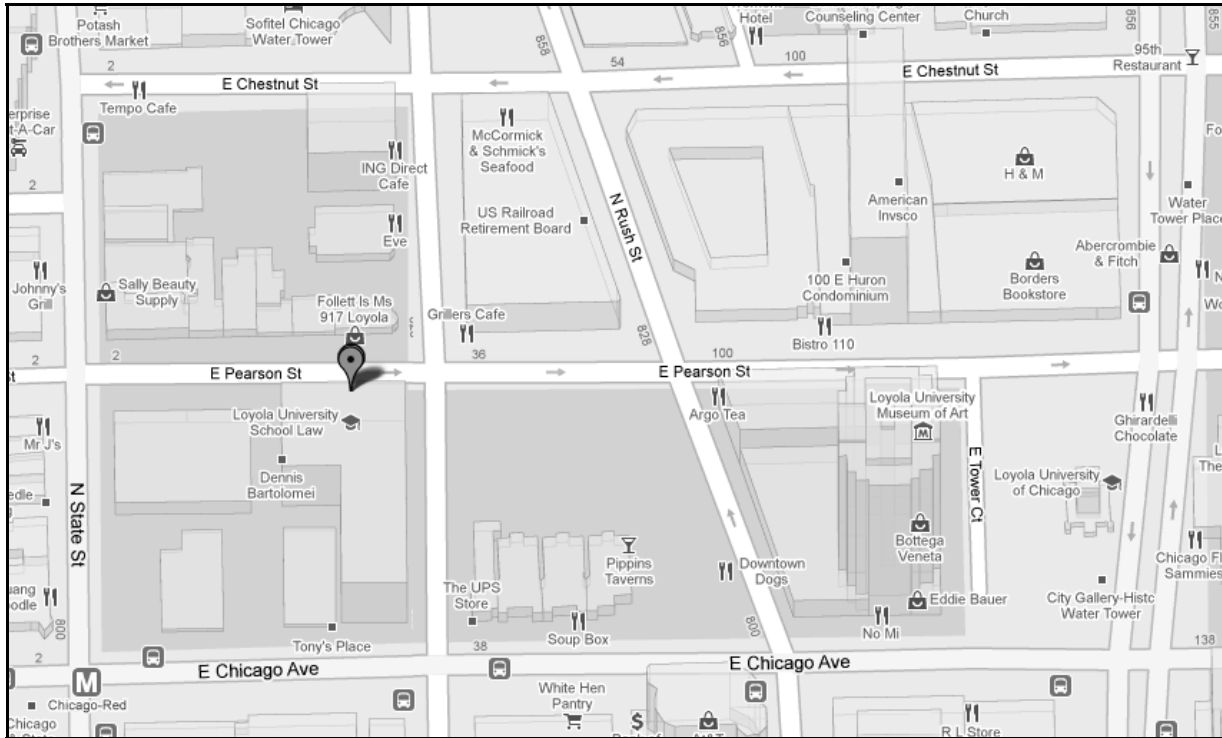 Potash
Brothers Market
Sofitel Chicago
Water Tower
858
856
Hotel
Counseling Center
Church
856
855
95th
Restaurant
2
E Chestnut St
54
100
E Chestnut St
Tempo Cafe
McCormick
& Schmick's
Seafood
ING Direct
Cafe
H & M
t-A-Car
2
N Rush St
US Railroad
Retirement Board
American
Invsco
Water
Tower Place
Eve
Abercrombie
& Fitch
Johnny's
Grill
Sally Beauty
Supply
100 E Huron
Condominium
Borders
Bookstore
Follett Is Ms
917 Loyola
Grillers Cafe
828
Bistro 110
2
2
36
100
E Pearson St
E Pearson St
Loyola University
School Law
Argo Tea
Loyola University
Museum of Art
Ghirardelli
Chocolate
Mr J's
Dennis
Bartolomei
E Tower Ct
Loyola University
of Chicago
N State St
Bottega
Veneta
Pippins
Taverns
Downtown
Dogs
Chicago Fl
Sammies
The UPS
Store
Eddie Bauer
City Gallery-Histc
Water Tower
800
Tony's Place
Soup Box
800
No Mi
2
38
138
E Chicago Ave
E Chicago Ave
M
Chicago-Red
White Hen
Pantry
Chicago
$
AT&T
R L Store